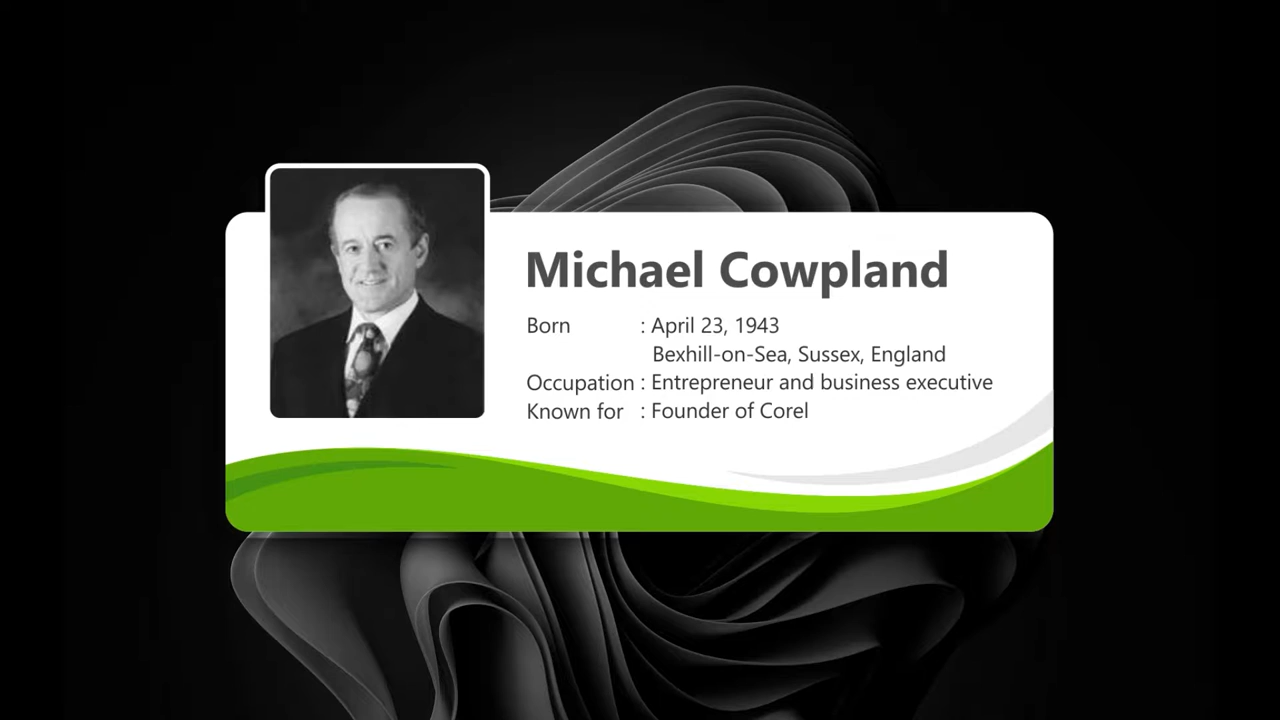 Michael Cowpland
Born : April 23, 1943
Bexhill-on-Sea, Sussex, England
Occupation : Entrepreneur and business executive
Known for : Founder of Corel